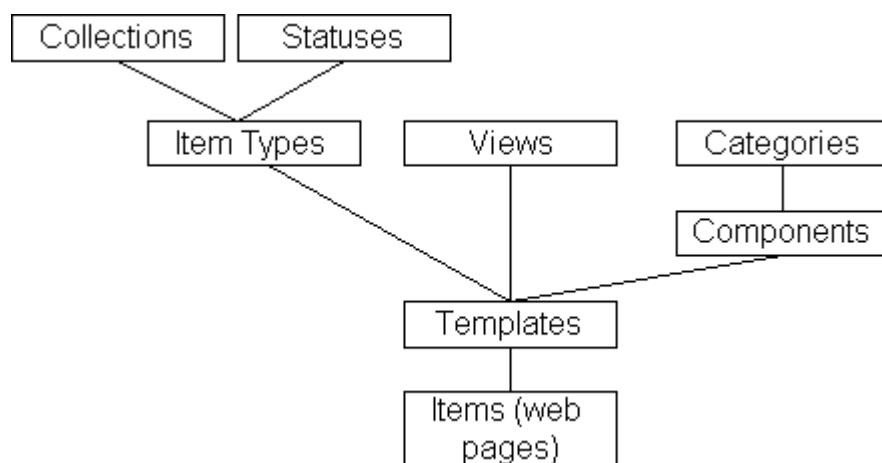 Collections
Statuses
Item Types
Views
Categories
Components
Templates
Items (web
pages)